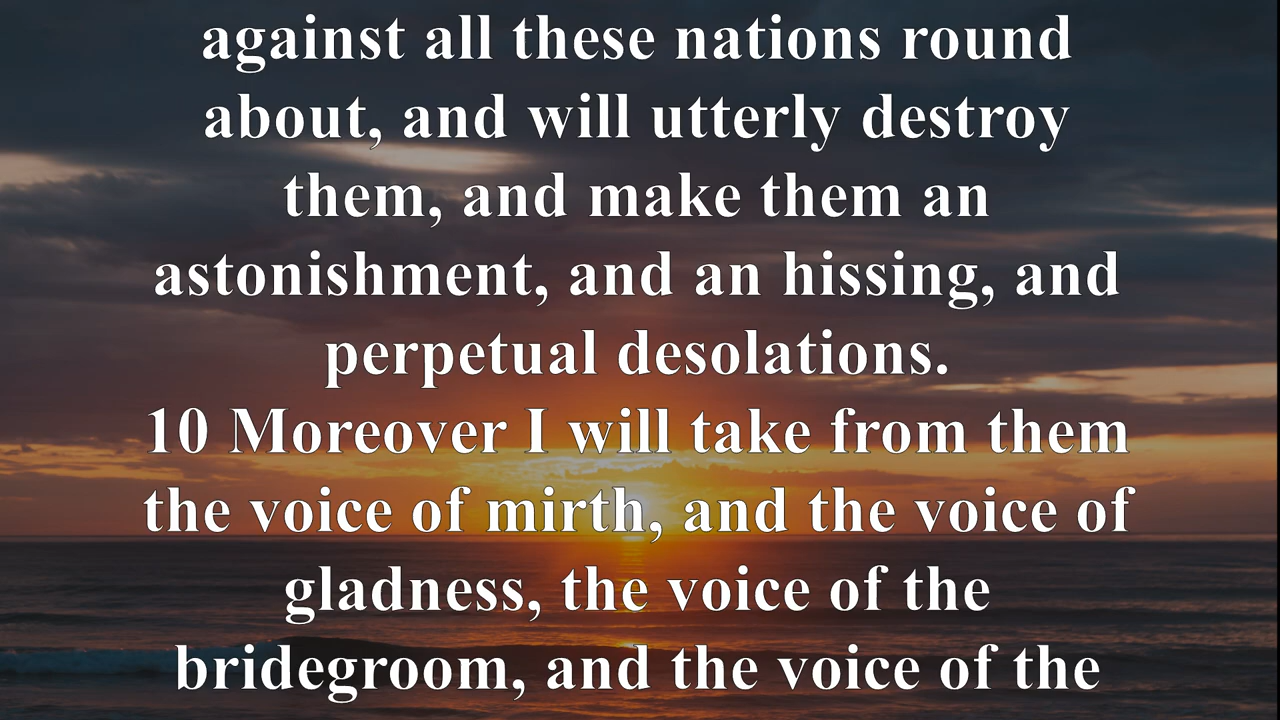 against all these nations round
about, and will utterly destroy
them, and make them an
astonishment, and an hissing, and
perpetual desolations.
10 Moreover I will take from them
the voice of mirth, and the voice of
gladness, the voice of the
bridegroom, and the voice of the